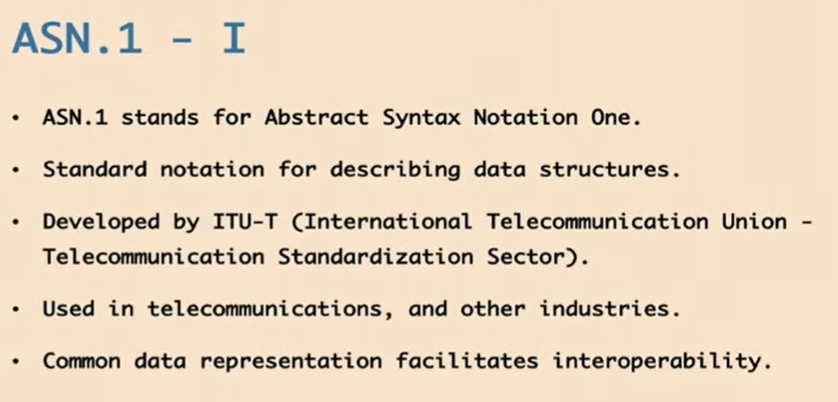 ASN.1 – I
• ASN.1 stands for Abstract Syntax Notation One.
• Standard notation for describing data structures.
• Developed by ITU-T (International Telecommunication Union –
Telecommunication Standardization Sector).
• Used in telecommunications, and other industries.
• Common data representation facilitates interoperability.